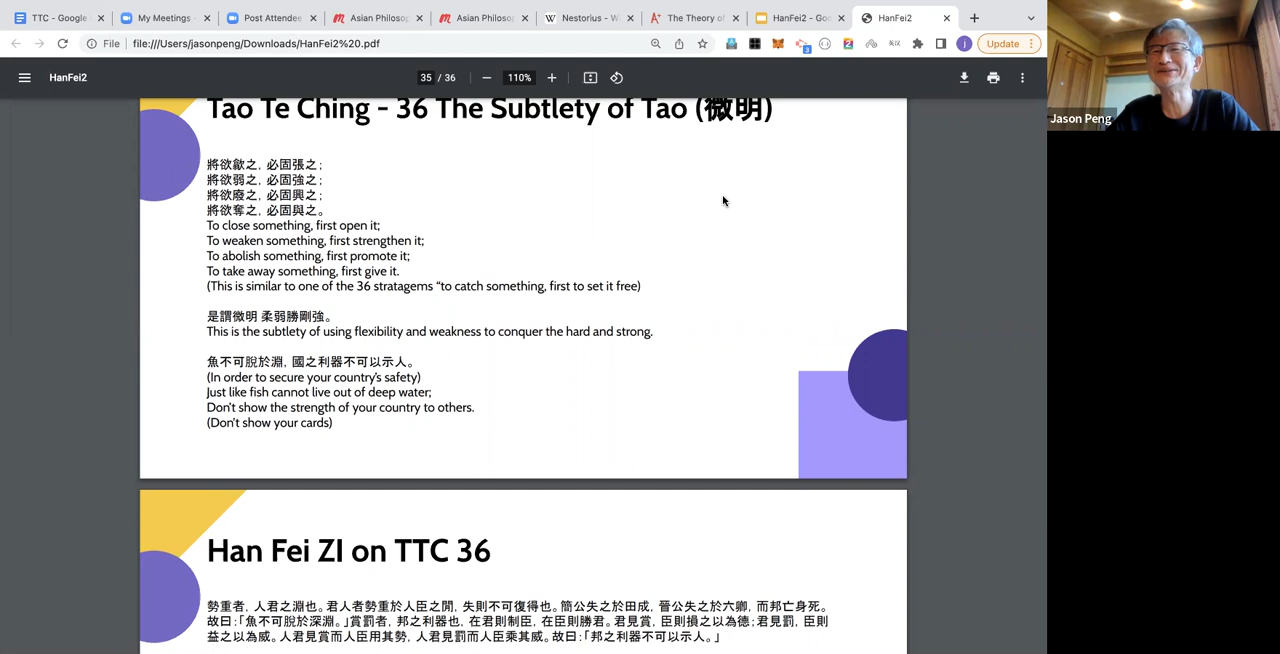 TTC - Google
My Meetings -
Post Attendee
Asian Philosop
Asian Philosop
Nestorius - Wi
The Theory of
HanFei2 - Goo
HanFei2
File
file:///Users/jasonpeng/Downloads/HanFei2%20.pdf
Update
HanFei2
35 / 36
110%
Jason Peng
Tao Te Ching - 36 The Subtlety of Tao (微明)
將欲歙之, 必固張之;
將欲弱之, 必固強之;
將欲廢之, 必固興之;
將欲奪之, 必固與之。
To close something, first open it;
To weaken something, first strengthen it;
To abolish something, first promote it;
To take away something, first give it.
(This is similar to one of the 36 stratagems “to catch something, first to set it free)
是謂微明 柔弱勝剛強。
This is the subtlety of using flexibility and weakness to conquer the hard and strong.
魚不可脫於淵, 國之利器不可以示人。
(In order to secure your country’s safety)
Just like fish cannot live out of deep water;
Don’t show the strength of your country to others.
(Don’t show your cards)
Han Fei ZI on TTC 36
勢重者, 人君之淵也。君人者勢重於人臣之閒, 失則不可復得也。簡公失之於田成, 晉公失之於六卿, 而邦亡身死。
故曰:「魚不可脫於深淵。」賞罰者, 邦之利器也, 在君則制臣, 在臣則勝君。君見賞, 臣則損之以為德;君見罰, 臣則
益之以為威。人君見賞而人臣用其勢, 人君見罰而人臣乘其威。故曰:「邦之利器不可以示人。」